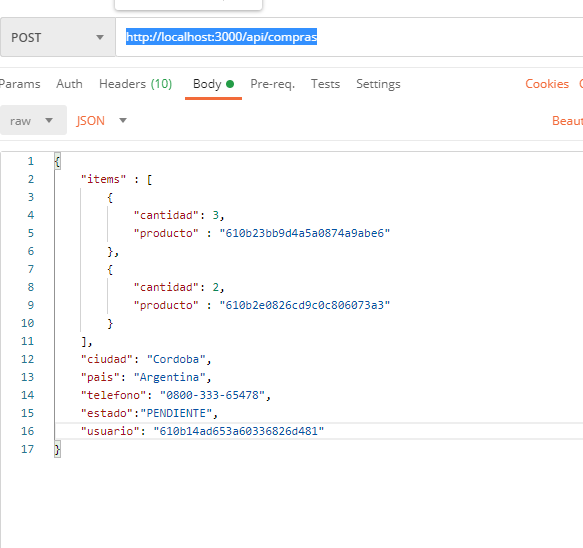 POST http://localhost:3000/api/compras
Params Auth Headers (10) Body Pre-req. Tests Settings Cookies
raw JSON Beaut
1 {
2 "items" : [
3 {
4 "cantidad": 3,
5 "producto" : "610b23bb9d4a5a0874a9abe6"
6 },
7 {
8 "cantidad": 2,
9 "producto" : "610b2e0826cd9c0c806073a3"
10 }
11 ],
12 "ciudad": "Cordoba",
13 "pais": "Argentina",
14 "telefono": "0800-333-65478",
15 "estado":"PENDIENTE",
16 "usuario": "610b14ad653a60336826d481"
17 }